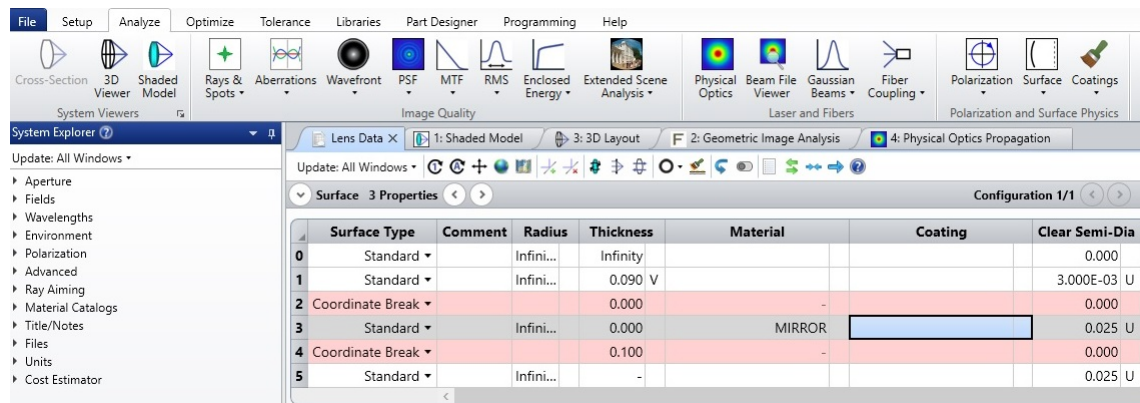 File Setup Analyze Optimize Tolerance Libraries Part Designer Programming Help
Cross-Section 3D Viewer Shaded Model Rays & Spots Aberrations Wavefront PSF MTF RMS Enclosed Energy Extended Scene Analysis Physical Optics Beam File Viewer Gaussian Beams Fiber Coupling Polarization Surface Coatings
System Viewers Image Quality Laser and Fibers Polarization and Surface Physics
System Explorer ? Lens Data X 1: Shaded Model 3: 3D Layout F 2: Geometric Image Analysis 4: Physical Optics Propagation
Update: All Windows Update: All Windows
Aperture
Fields Surface 3 Properties < > Configuration 1/1 < >
Wavelengths
Environment
Polarization
Advanced
Ray Aiming
Material Catalogs
Title/Notes
Files
Units
Cost Estimator
Surface Type Comment Radius Thickness Material Coating Clear Semi-Dia
0 Standard Infini... Infinity 0.000
1 Standard Infini... 0.090 V 3.000E-03 U
2 Coordinate Break 0.000 - 0.000
3 Standard Infini... 0.000 MIRROR 0.025 U
4 Coordinate Break 0.100 - 0.000
5 Standard Infini... - 0.025 U